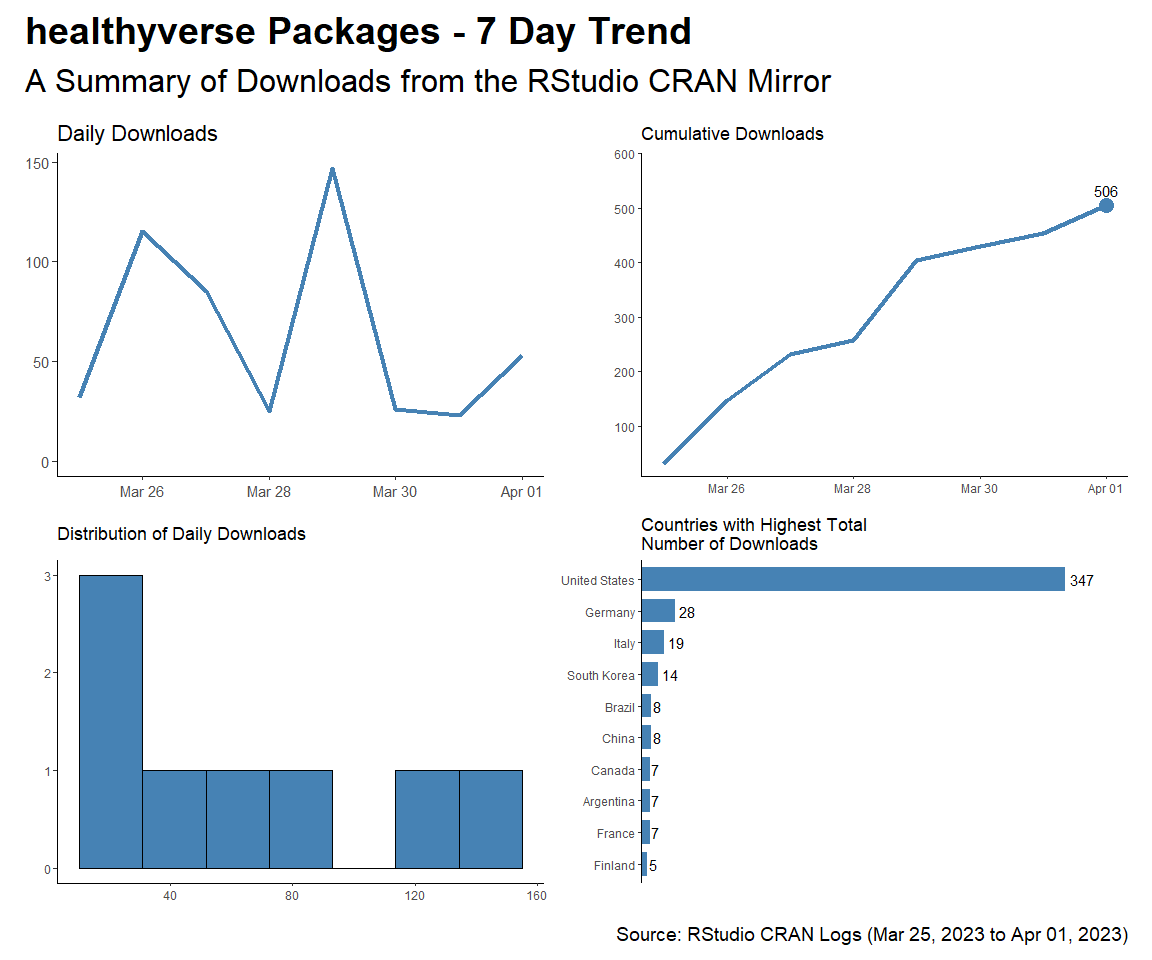 healthyverse Packages - 7 Day Trend
A Summary of Downloads from the RStudio CRAN Mirror
Daily Downloads
150
100
50
0
Mar 26 Mar 28 Mar 30 Apr 01
Cumulative Downloads
600
500
400
300
200
100
506
Mar 26 Mar 28 Mar 30 Apr 01
Distribution of Daily Downloads
3
2
1
0
40 80 120 160
Countries with Highest Total
Number of Downloads
United States 347
Germany 28
Italy 19
South Korea 14
Brazil 8
China 8
Canada 7
Argentina 7
France 7
Finland 5
Source: RStudio CRAN Logs (Mar 25, 2023 to Apr 01, 2023)